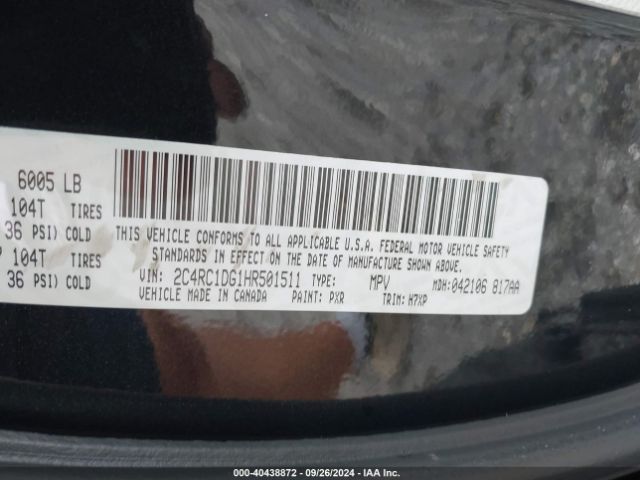 6005 LB
104T TIRES
36 PSI) COLD
104T TIRES
36 PSI) COLD
THIS VEHICLE CONFORMS TO ALL APPLICABLE U.S.A. FEDERAL MOTOR VEHICLE SAFETY
STANDARDS IN EFFECT ON THE DATE OF MANUFACTURE SHOWN ABOVE.
VIN: 2C4RC1DG1HR501511 TYPE: MPV MDH: 042106 817AA
VEHICLE MADE IN CANADA PAINT: PXR TRIM: H7XP
© - 40438872 - 09/26/2024 - IAA Inc.